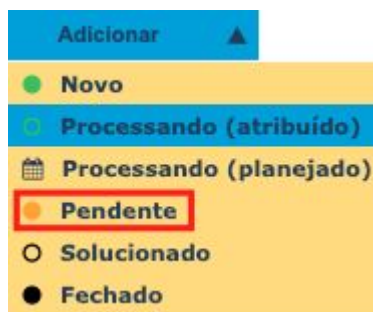 Adicionar
Novo
Processando (atribuído)
Processando (planejado)
Pendente
Solucionado
Fechado